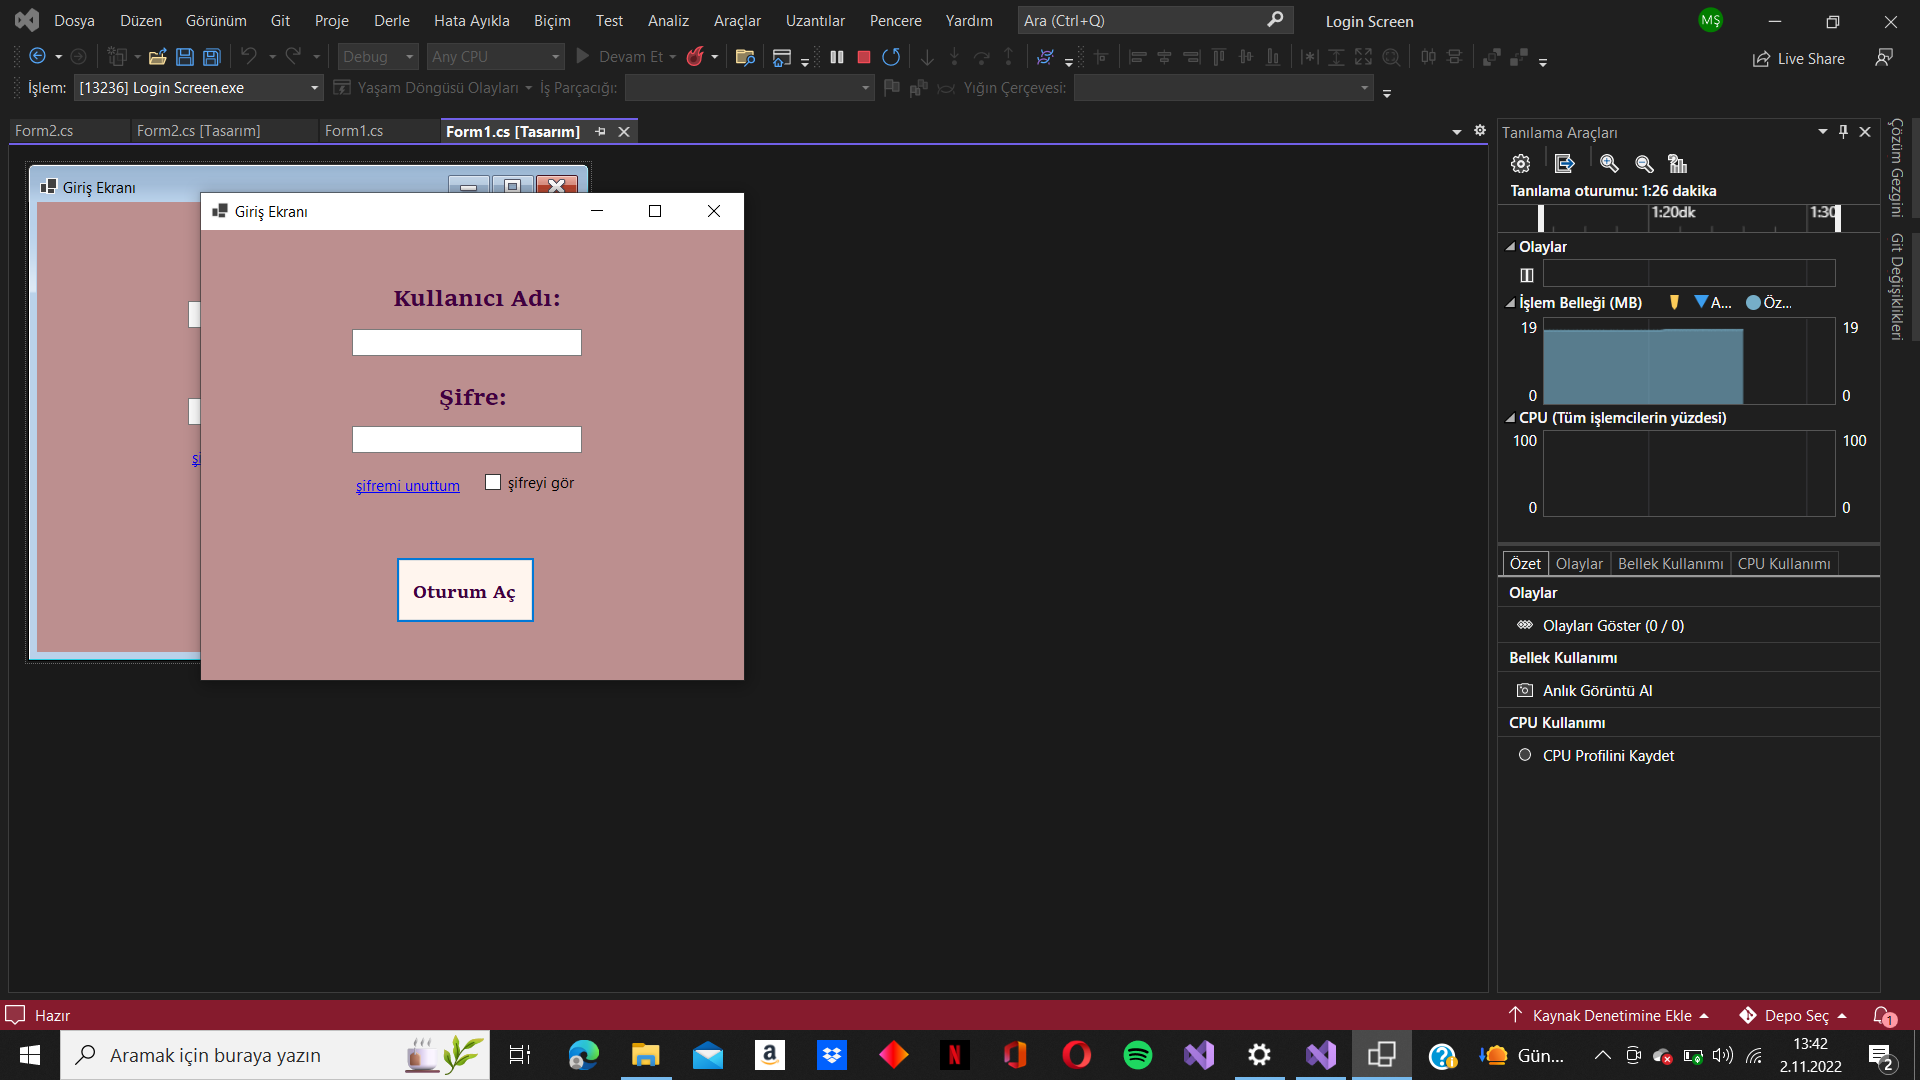 Dosya Düzen Görünüm Git Proje Derle Hata Ayıkla Biçim Test Analiz Araçlar Uzantılar Pencere Yardım Ara (Ctrl+Q) Login Screen MŞ
Debug Any CPU Devam Et Live Share
İşlem: [13236] Login Screen.exe Yaşam Döngüsü Olayları İş Parçacığı: Yığın Çerçevesi:
Form2.cs Form2.cs [Tasarım] Form1.cs Form1.cs [Tasarım]
Giriş Ekranı
Giriş Ekranı
Kullanıcı Adı:
Şifre:
şifremi unuttum şifreyi gör
Oturum Aç
Tanılama Araçları
Tanılama oturumu: 1:26 dakika
1:20dk 1:30
Olaylar
İşlem Belleği (MB) A... Öz...
19 19
0 0
CPU (Tüm işlemcilerin yüzdesi)
100 100
0 0
Özet Olaylar Bellek Kullanımı CPU Kullanımı
Olaylar
Olayları Göster (0 / 0)
Bellek Kullanımı
Anlık Görüntü Al
CPU Kullanımı
CPU Profilini Kaydet
Çözüm Gezgini
Git Değişiklikleri
Hazır Kaynak Denetimine Ekle Depo Seç 1
Aramak için buraya yazın Gün... 13:42
2.11.2022 2